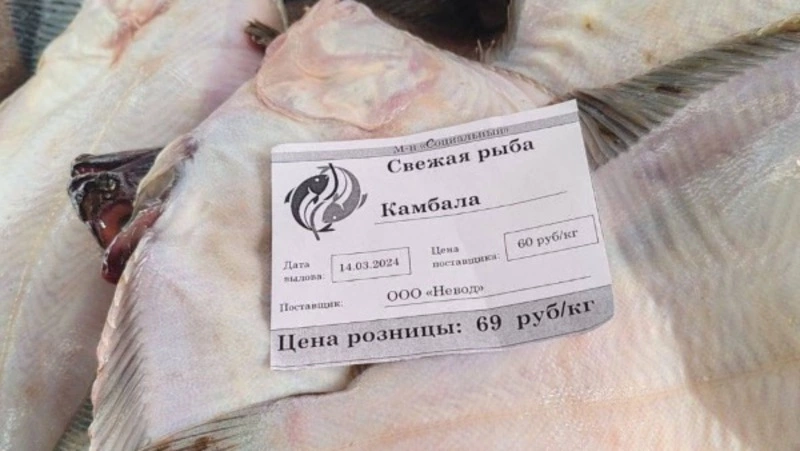 М-н «Социальный»
Свежая рыба
Камбала
Дата вылова: 14.03.2024
Цена поставщика: 60 руб/кг
Поставщик: ООО «Невод»
Цена розницы: 69 руб/кг